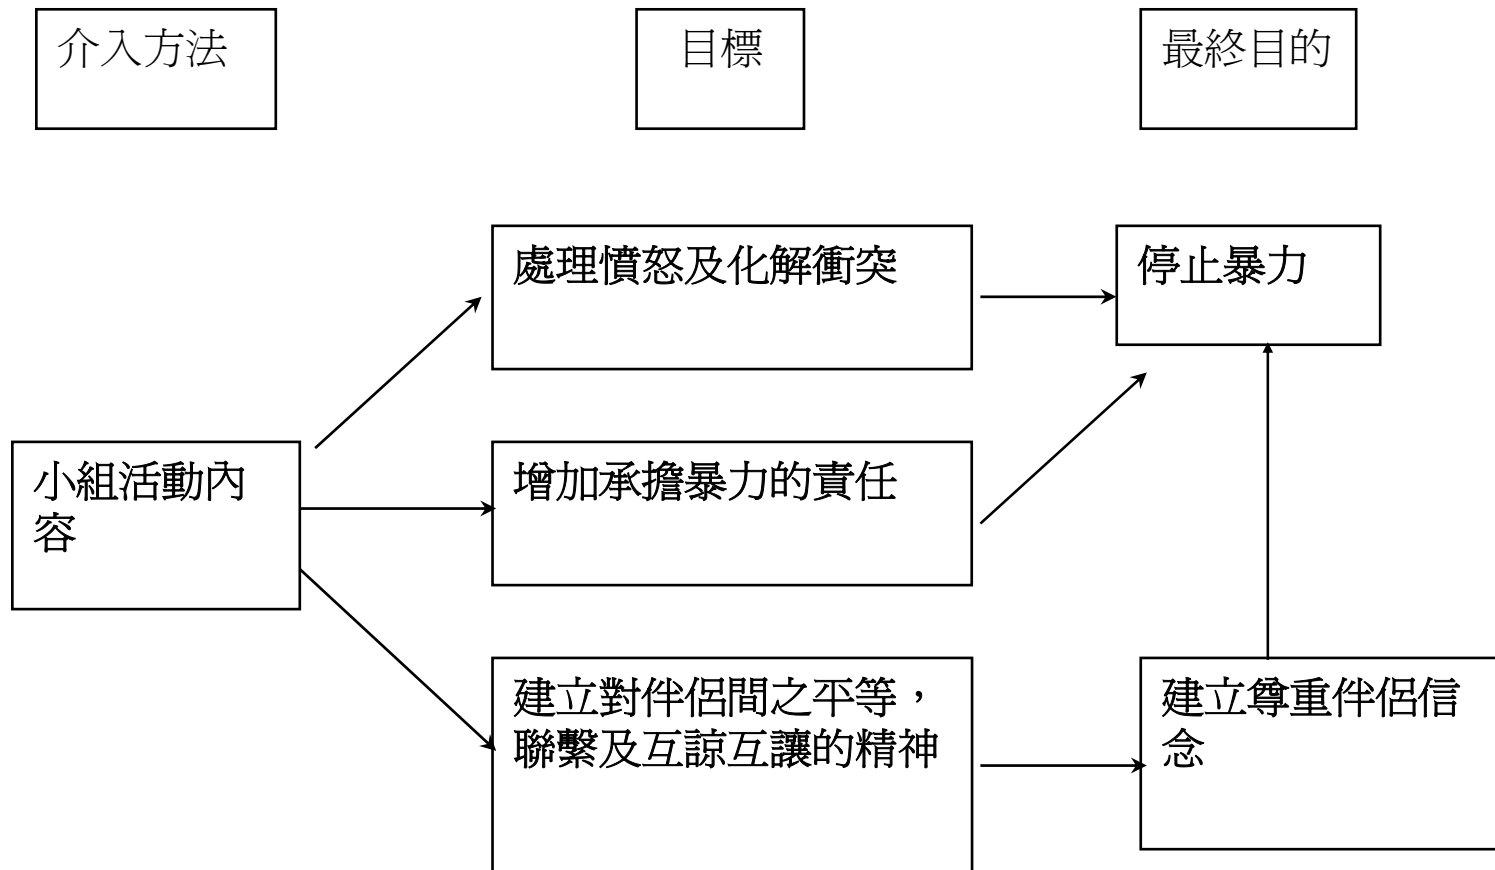 介入方法
目標
最終目的
處理憤怒及化解衝突
停止暴力
小組活動內
容
增加承擔暴力的責任
建立對伴侶間之平等，
聯繫及互諒互讓的精神
建立尊重伴侶信
念